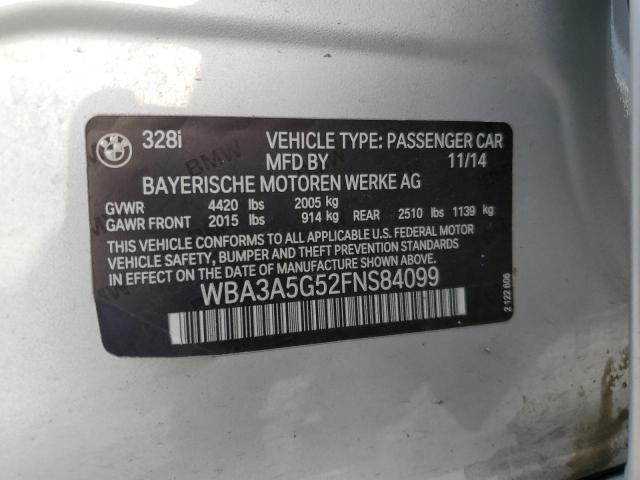 328i VEHICLE TYPE: PASSENGER CAR
MFD BY 11/14
BAYERISCHE MOTOREN WERKE AG
GVWR 4420 lbs 2005 kg
GAWR FRONT 2015 lbs 914 kg REAR 2510 lbs 1139 kg
THIS VEHICLE CONFORMS TO ALL APPLICABLE U.S. FEDERAL MOTOR
VEHICLE SAFETY, BUMPER AND THEFT PREVENTION STANDARDS
IN EFFECT ON THE DATE OF MANUFACTURE SHOWN ABOVE.
WBA3A5G52FNS84099
2 122 606
BMW